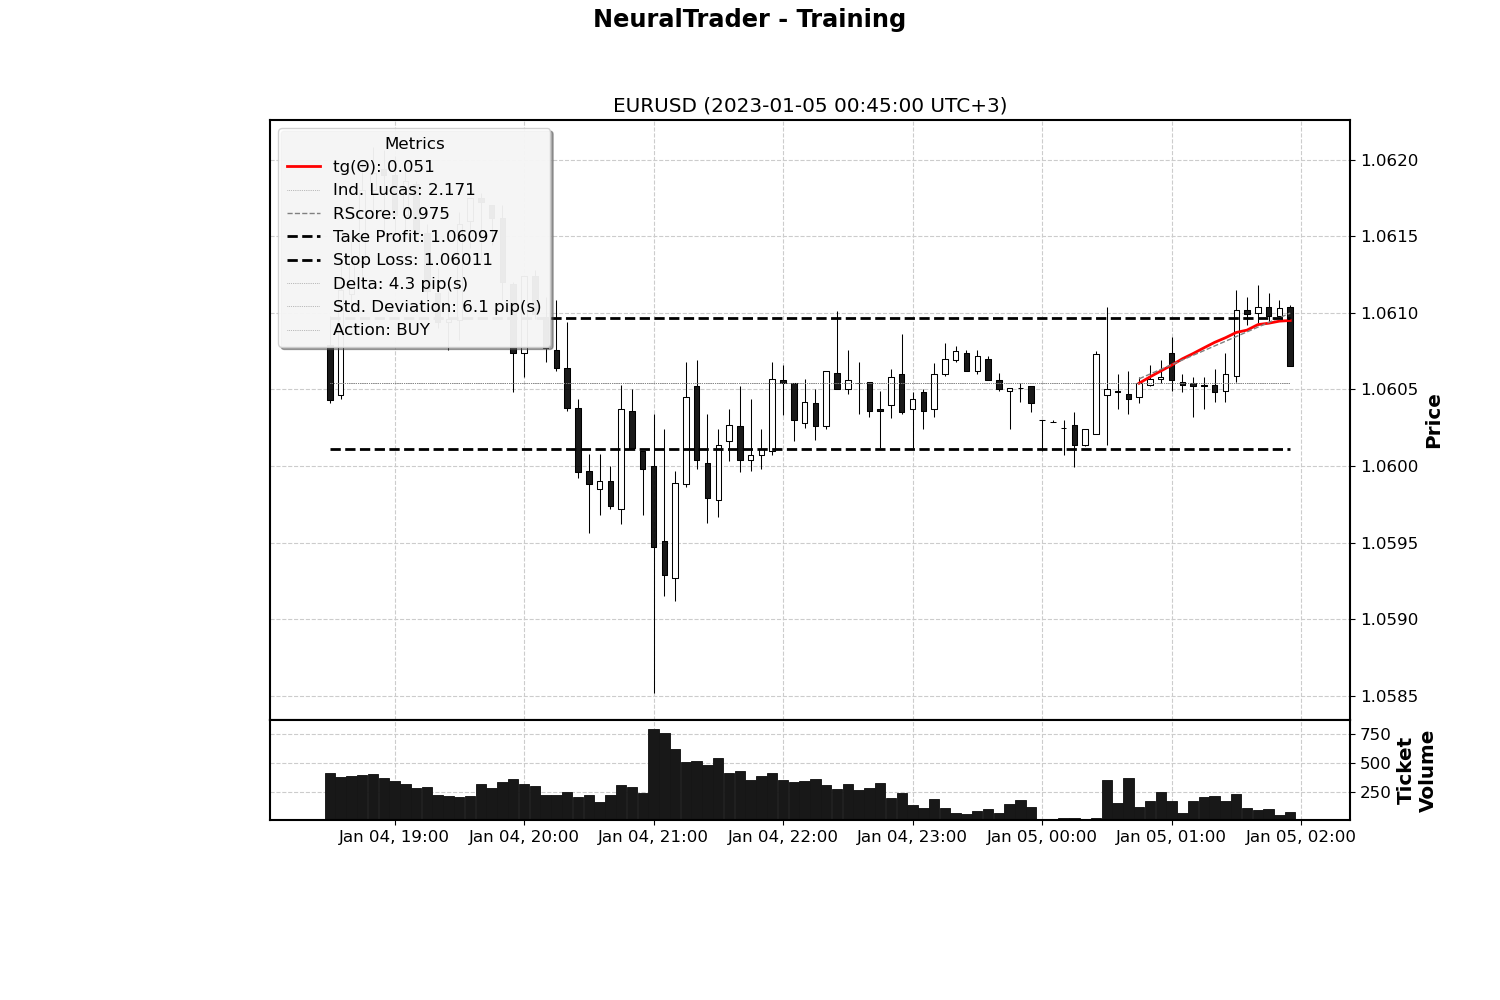 NeuralTrader - Training
EURUSD (2023-01-05 00:45:00 UTC+3)
Metrics
tg(Θ): 0.051
Ind. Lucas: 2.171
RScore: 0.975
Take Profit: 1.06097
Stop Loss: 1.06011
Delta: 4.3 pip(s)
Std. Deviation: 6.1 pip(s)
Action: BUY
1.0620
1.0615
1.0610
1.0605
1.0600
1.0595
1.0590
1.0585
Price
750
500
250
Ticket
Volume
Jan 04, 19:00
Jan 04, 20:00
Jan 04, 21:00
Jan 04, 22:00
Jan 04, 23:00
Jan 05, 00:00
Jan 05, 01:00
Jan 05, 02:00